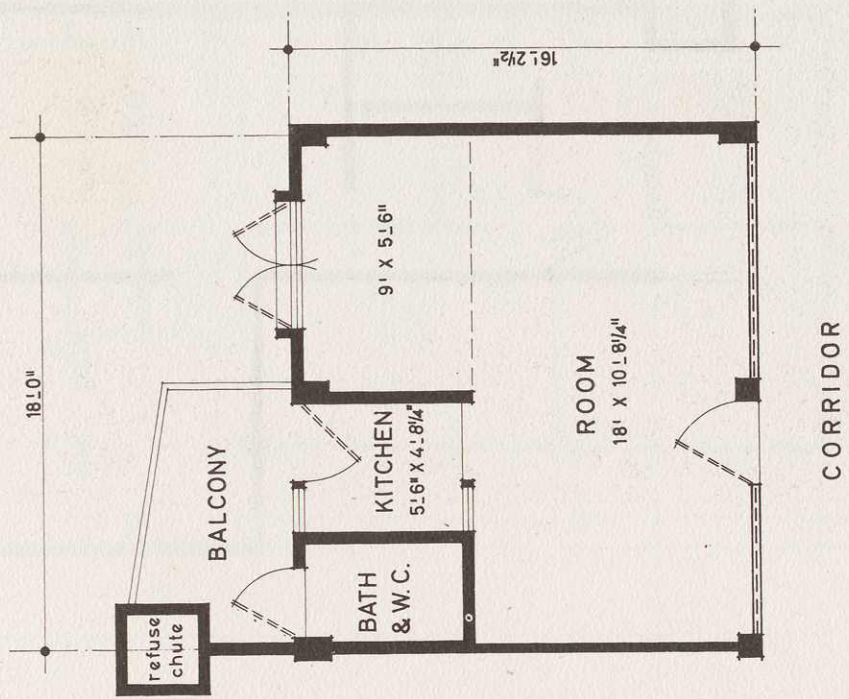 18'-0"
16'-2½"
9' X 5'-6"
BALCONY
KITCHEN
5'-6" X 4'-8¼"
BATH
& W.C.
refuse
chute
ROOM
18' X 10'-8¼"
CORRIDOR